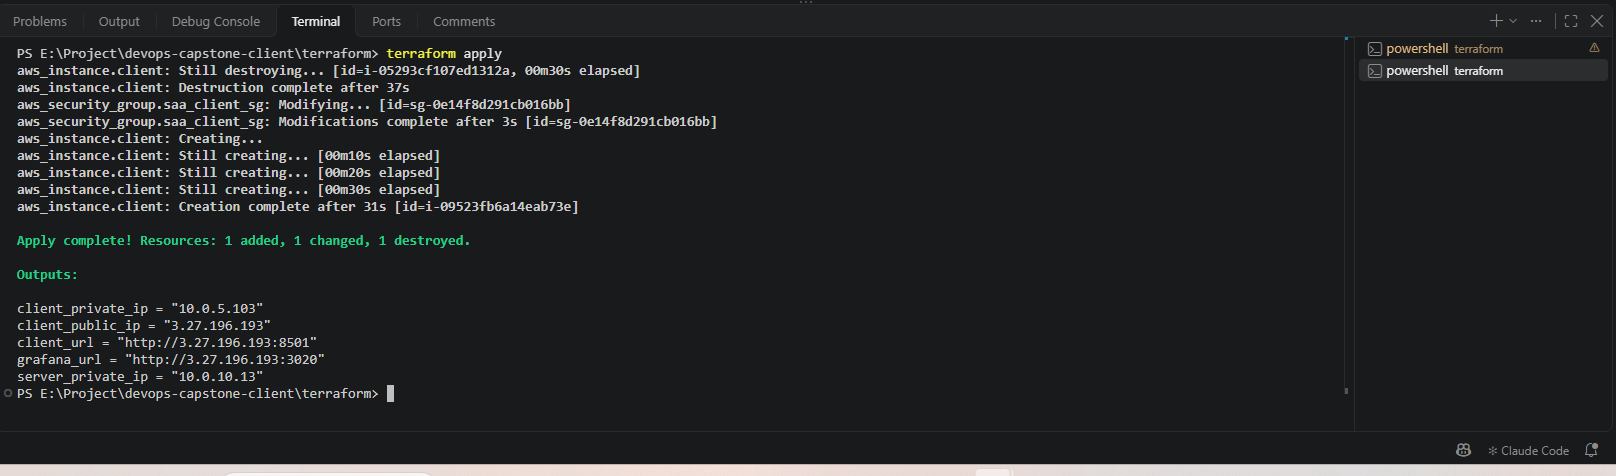 Problems Output Debug Console Terminal Ports Comments
PS E:\Project\devops-capstone-client\terraform> terraform apply
aws_instance.client: Still destroying... [id=i-05293cf107ed1312a, 00m30s elapsed]
aws_instance.client: Destruction complete after 37s
aws_security_group.saa_client_sg: Modifying... [id=sg-0e14f8d291cb016bb]
aws_security_group.saa_client_sg: Modifications complete after 3s [id=sg-0e14f8d291cb016bb]
aws_instance.client: Creating...
aws_instance.client: Still creating... [00m10s elapsed]
aws_instance.client: Still creating... [00m20s elapsed]
aws_instance.client: Still creating... [00m30s elapsed]
aws_instance.client: Creation complete after 31s [id=i-09523fb6a14eab73e]
Apply complete! Resources: 1 added, 1 changed, 1 destroyed.
Outputs:
client_private_ip = "10.0.5.103"
client_public_ip = "3.27.196.193"
client_url = "http://3.27.196.193:8501"
grafana_url = "http://3.27.196.193:3020"
server_private_ip = "10.0.10.13"
PS E:\Project\devops-capstone-client\terraform>
powershell terraform
powershell terraform
Claude Code